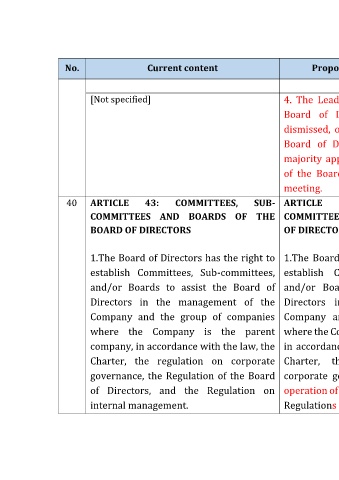 No. Current content Propo
[Not specified]
4. The Lead
Board of
dismissed, o
Board of D
majority app
of the Boar
meeting.
40
ARTICLE 43: COMMITTEES, SUB-
COMMITTEES AND BOARDS OF THE
BOARD OF DIRECTORS
1.The Board of Directors has the right to
establish Committees, Sub-committees,
and/or Boards to assist the Board of
Directors in the management of the
Company and the group of companies
where the Company is the parent
company, in accordance with the law, the
Charter, the regulation on corporate
governance, the Regulation of the Board
of Directors, and the Regulation on
internal management.
ARTICLE
COMMITTEE
OF DIRECTO
1.The Board
establish C
and/or Boa
Directors i
Company a
where the Co
in accordanc
Charter, th
corporate g
operation of
Regulations